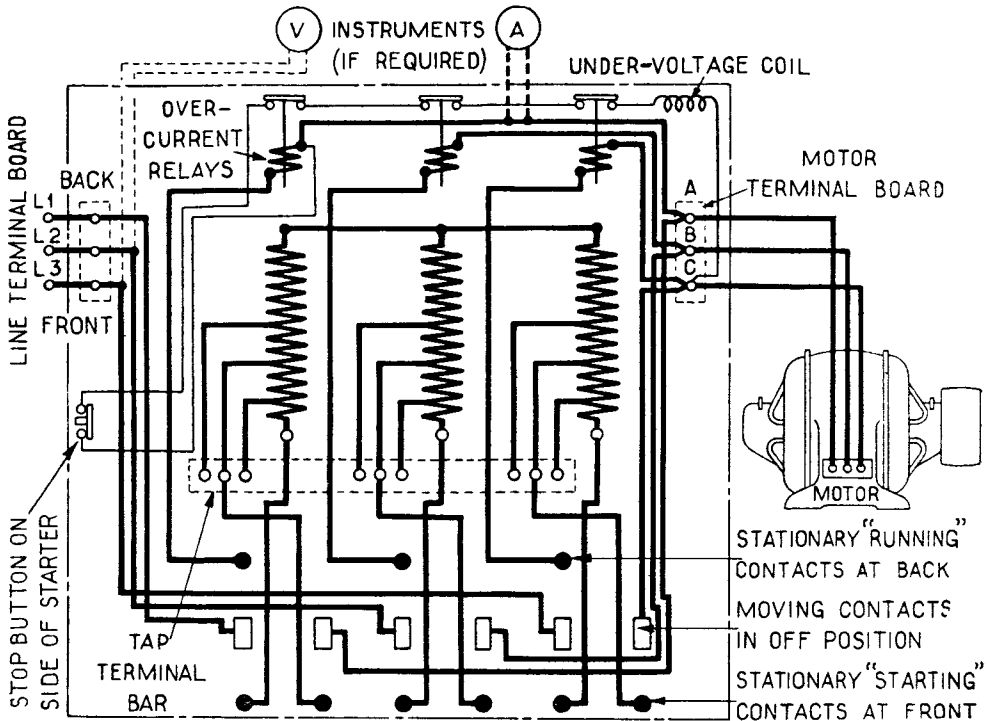 V INSTRUMENTS A
(IF REQUIRED)
UNDER-VOLTAGE COIL
OVER-
CURRENT
RELAYS
MOTOR
TERMINAL
BOARD
LINE TERMINAL BOARD
BACK
L1
L2
L3
FRONT
A
B
C
MOTOR
STOP BUTTON ON
SIDE OF STARTER
TAP
TERMINAL
BAR
STATIONARY "RUNNING"
CONTACTS AT BACK
MOVING CONTACTS
IN OFF POSITION
STATIONARY "STARTING"
CONTACTS AT FRONT